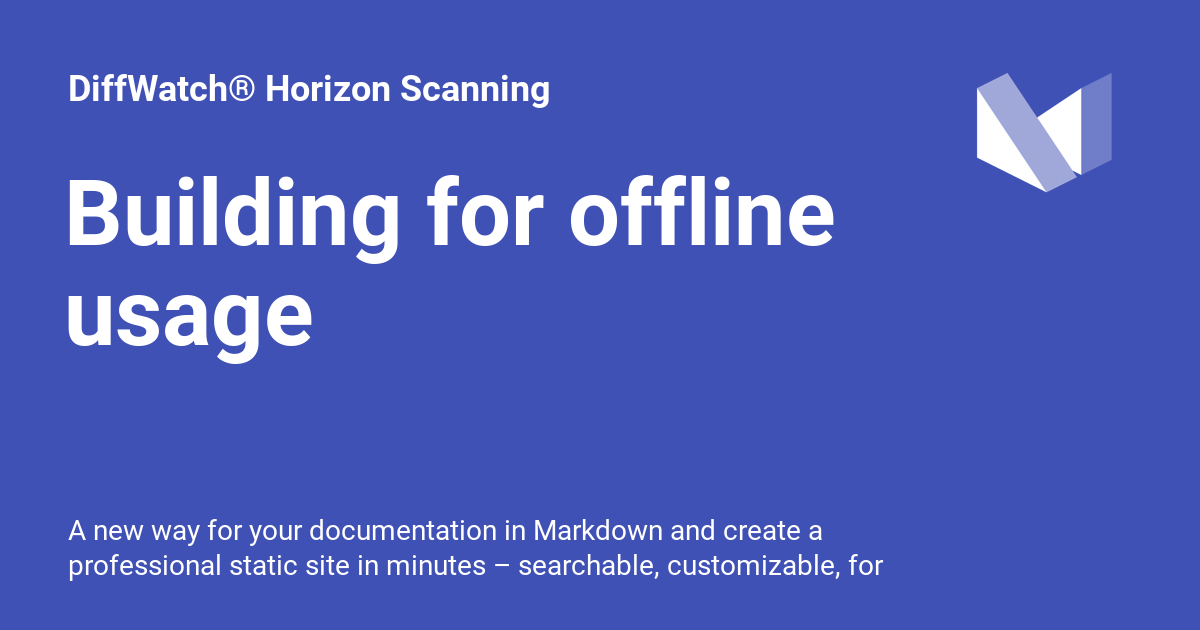 DiffWatch® Horizon Scanning
Building for offline
usage
A new way for your documentation in Markdown and create a
professional static site in minutes – searchable, customizable, for